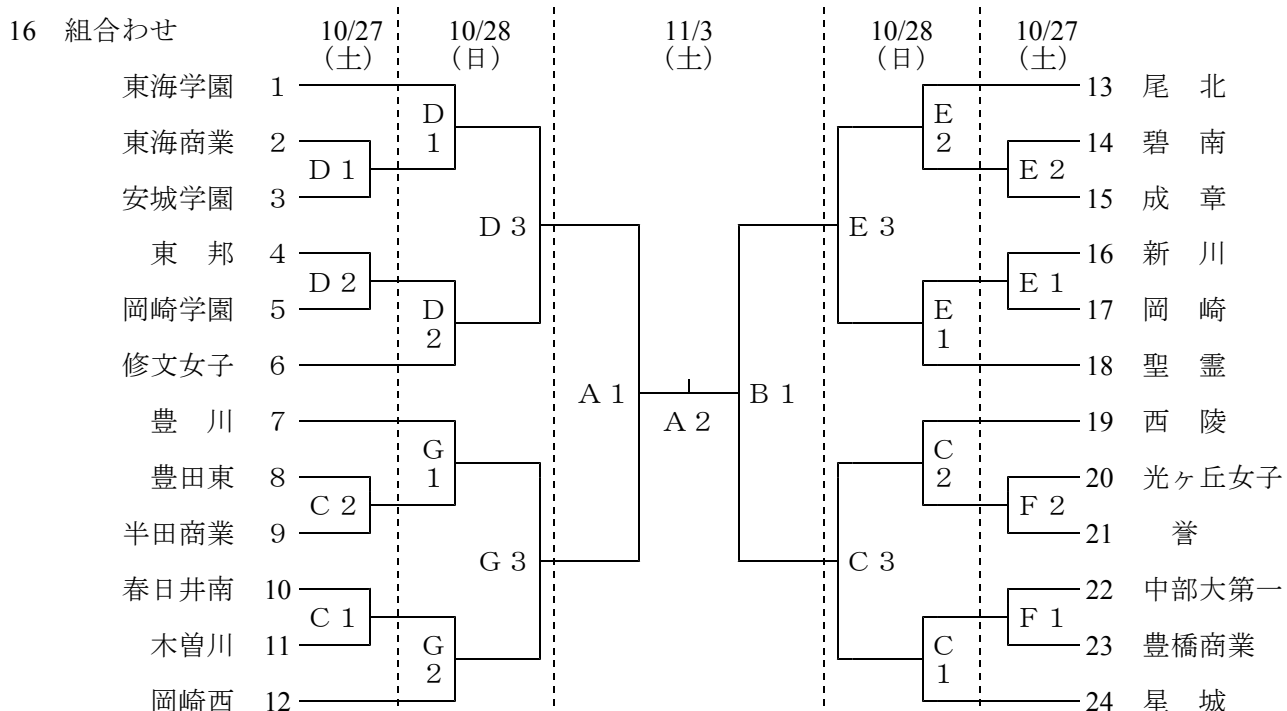 16 組合わせ 10/27 10/28 11/3 10/28 10/27
(土) (日) (土) (日) (土)
東海学園 1 13 尾 北
D 1 E 2
東海商業 2 14 碧 南
D 1 E 2
安城学園 3 15 成 章
D 3 E 3
東 邦 4 16 新 川
D 2 E 1
岡崎学園 5 17 岡 崎
D 2 E 1
修文女子 6 18 聖 霊
A 1 A 2 B 1
豊 川 7 19 西 陵
G 1 C 2
豊田東 8 20 光ヶ丘女子
C 2 F 2
半田商業 9 21 誉
G 3 C 3
春日井南 10 22 中部大第一
C 1 F 1
木曽川 11 23 豊橋商業
G 2 C 1
岡崎西 12 24 星 城